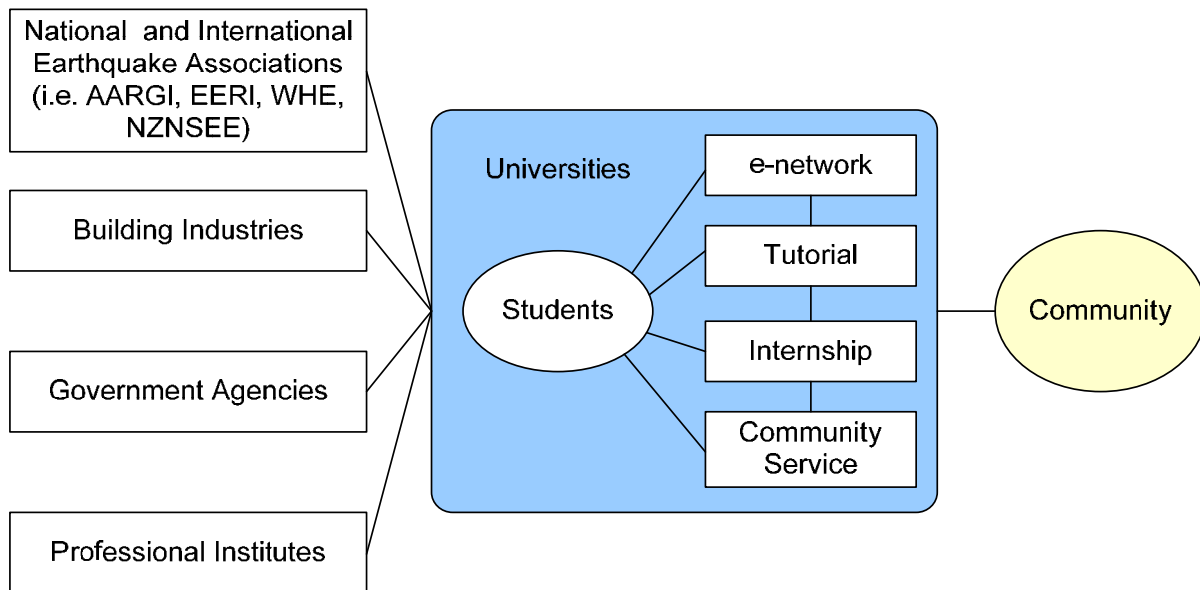 National and International
Earthquake Associations
(i.e. AARGI, EERI, WHE,
NZNSEE)
Building Industries
Government Agencies
Professional Institutes
Universities
Students
e-network
Tutorial
Internship
Community
Service
Community